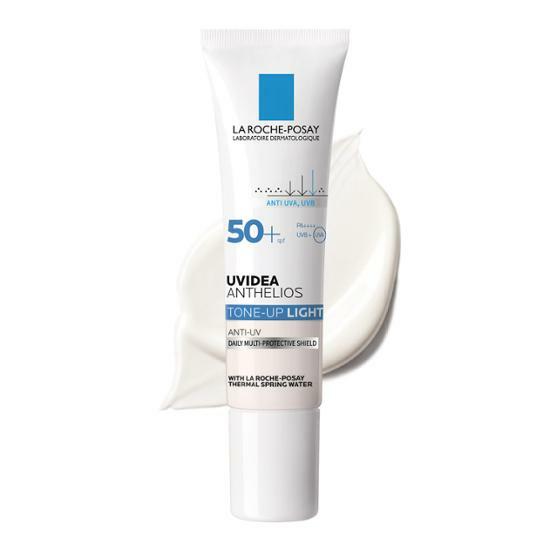 LA ROCHE-POSAY
LABORATOIRE DERMATOLOGIQUE
ANTI UVA, UVB
50+ spf
PA++++
UVB+ UVA
UVIDEA
ANTHELIOS
TONE-UP LIGHT
ANTI-UV
DAILY MULTI-PROTECTIVE SHIELD
WITH LA ROCHE-POSAY
THERMAL SPRING WATER